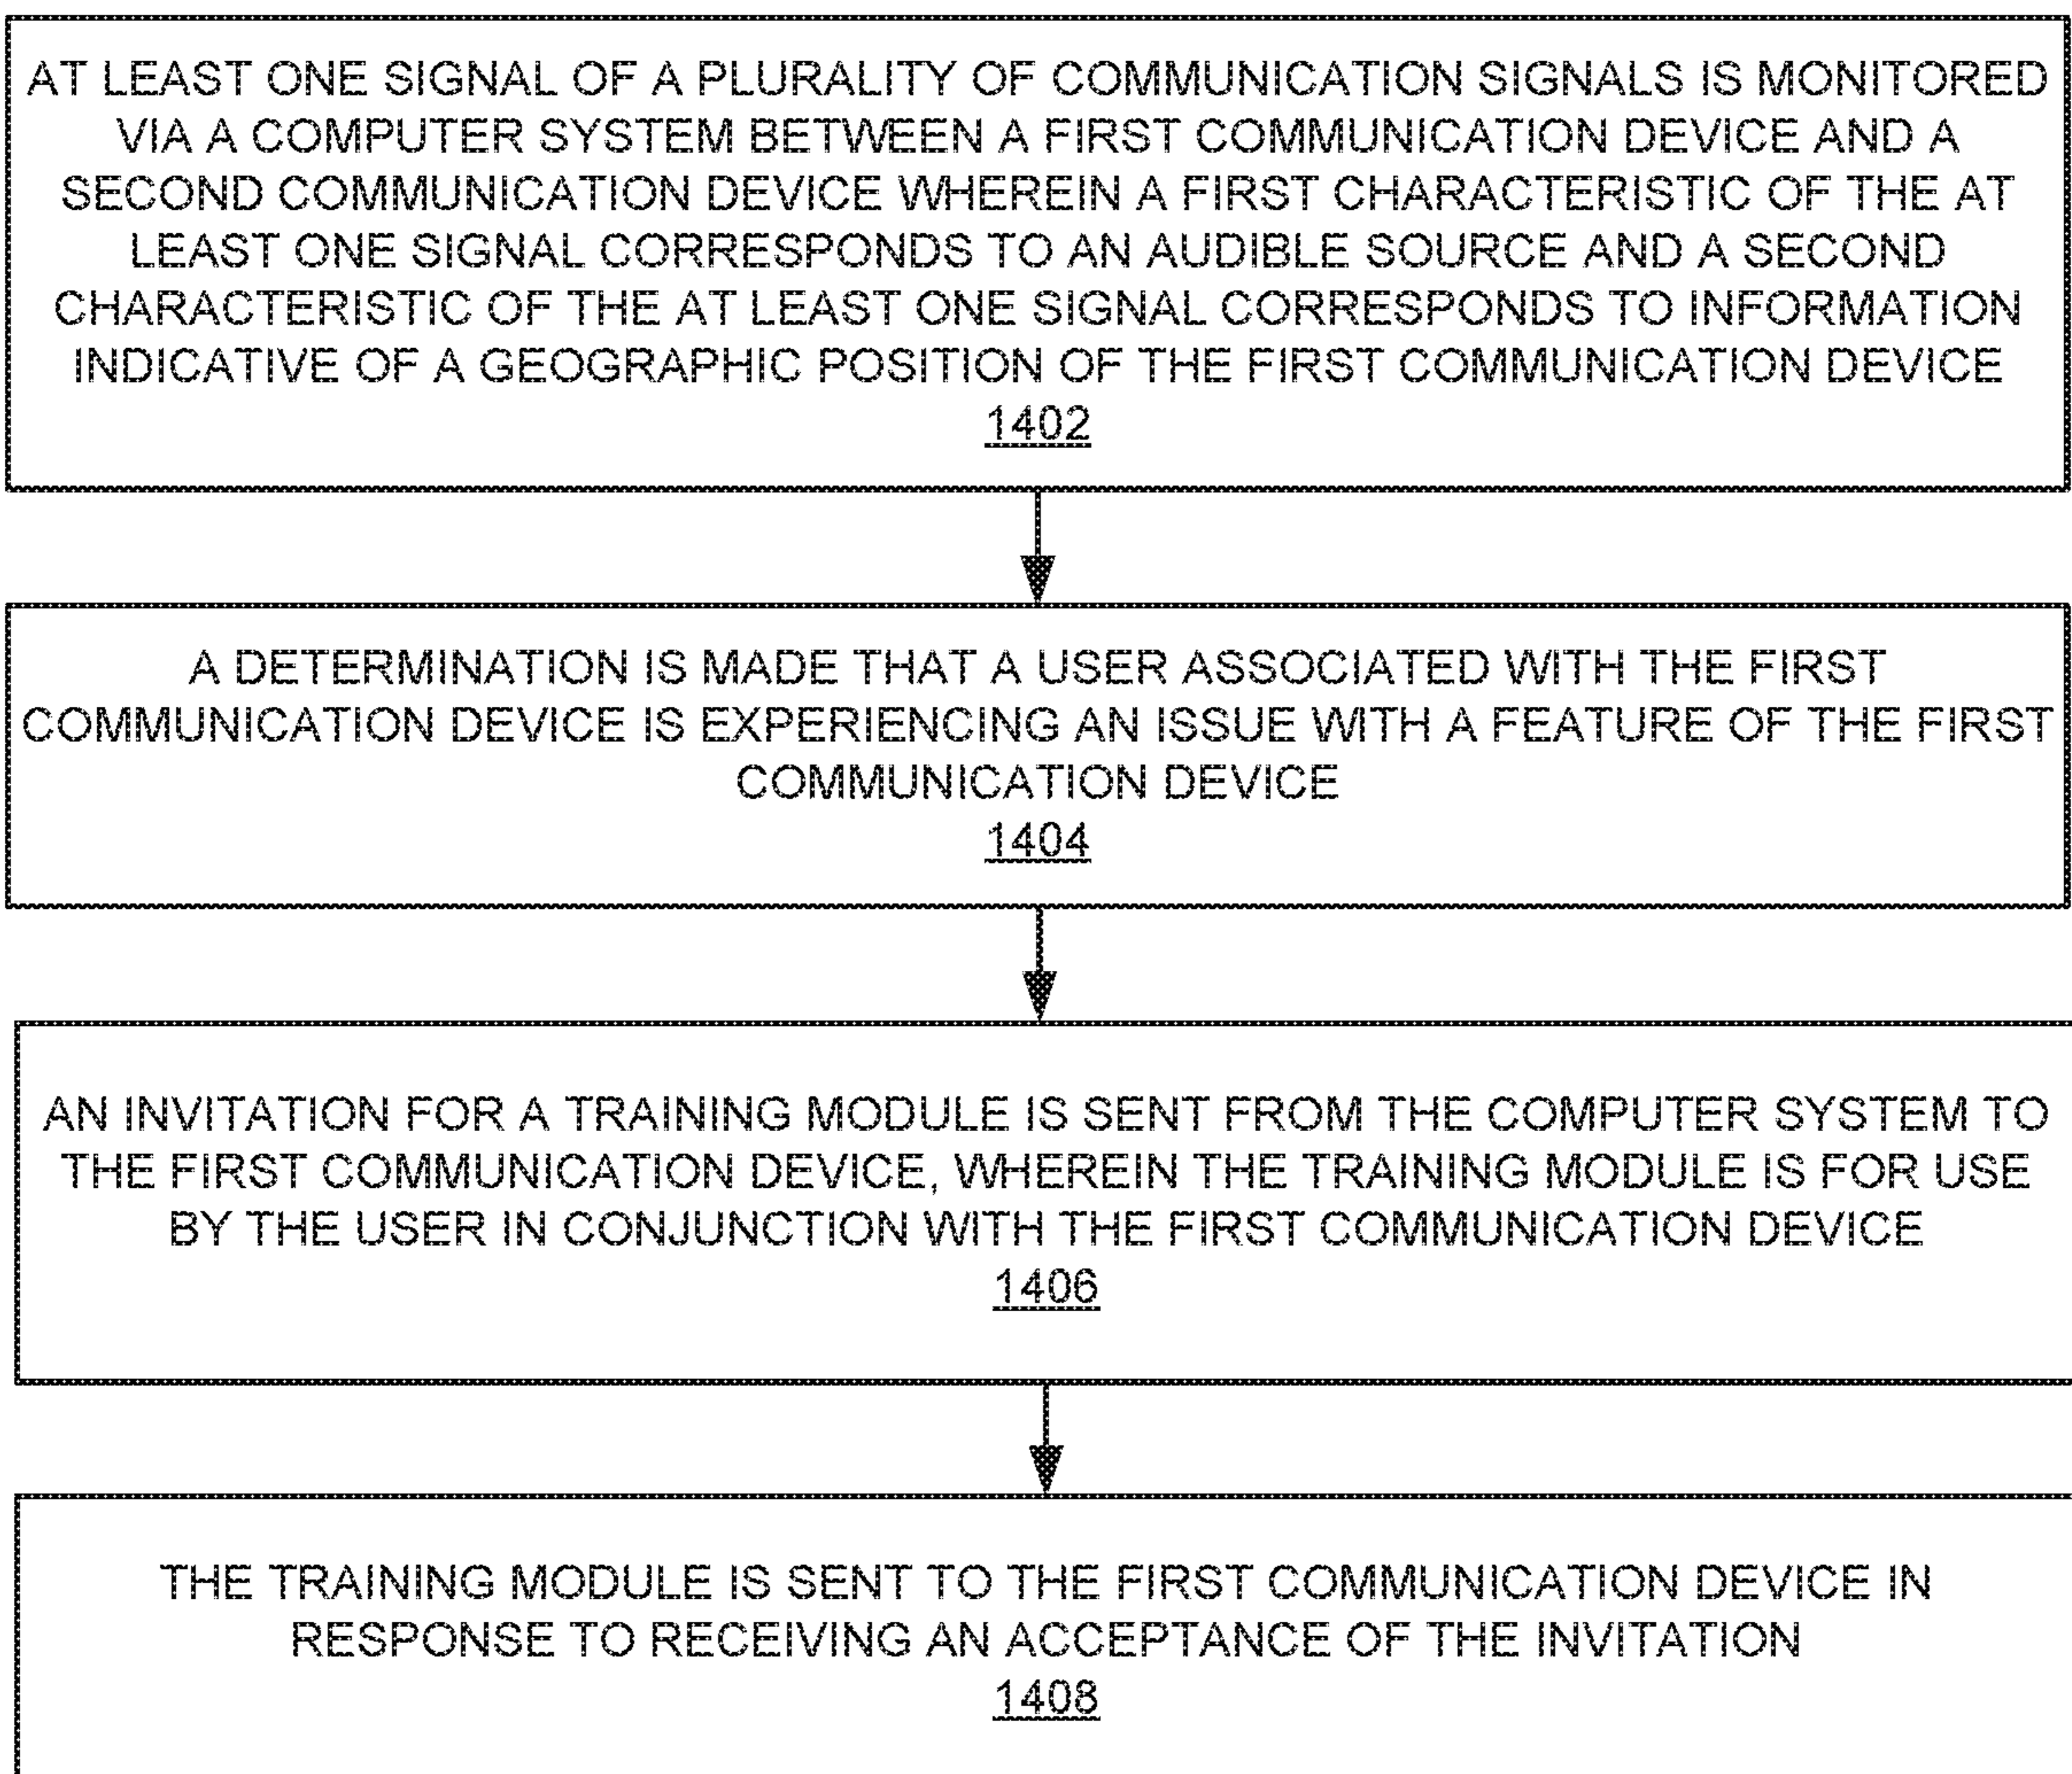 AT LEAST ONE SIGNAL OF A PLURALITY OF COMMUNICATION SIGNALS IS MONITORED
VIA A COMPUTER SYSTEM BETWEEN A FIRST COMMUNICATION DEVICE AND A
SECOND COMMUNICATION DEVICE WHEREIN A FIRST CHARACTERISTIC OF THE AT
LEAST ONE SIGNAL CORRESPONDS TO AN AUDIBLE SOURCE AND A SECOND
CHARACTERISTIC OF THE AT LEAST ONE SIGNAL CORRESPONDS TO INFORMATION
INDICATIVE OF A GEOGRAPHIC POSITION OF THE FIRST COMMUNICATION DEVICE
1402
A DETERMINATION IS MADE THAT A USER ASSOCIATED WITH THE FIRST
COMMUNICATION DEVICE IS EXPERIENCING AN ISSUE WITH A FEATURE OF THE FIRST
COMMUNICATION DEVICE
1404
AN INVITATION FOR A TRAINING MODULE IS SENT FROM THE COMPUTER SYSTEM TO
THE FIRST COMMUNICATION DEVICE, WHEREIN THE TRAINING MODULE IS FOR USE
BY THE USER IN CONJUNCTION WITH THE FIRST COMMUNICATION DEVICE
1406
THE TRAINING MODULE IS SENT TO THE FIRST COMMUNICATION DEVICE IN
RESPONSE TO RECEIVING AN ACCEPTANCE OF THE INVITATION
1408